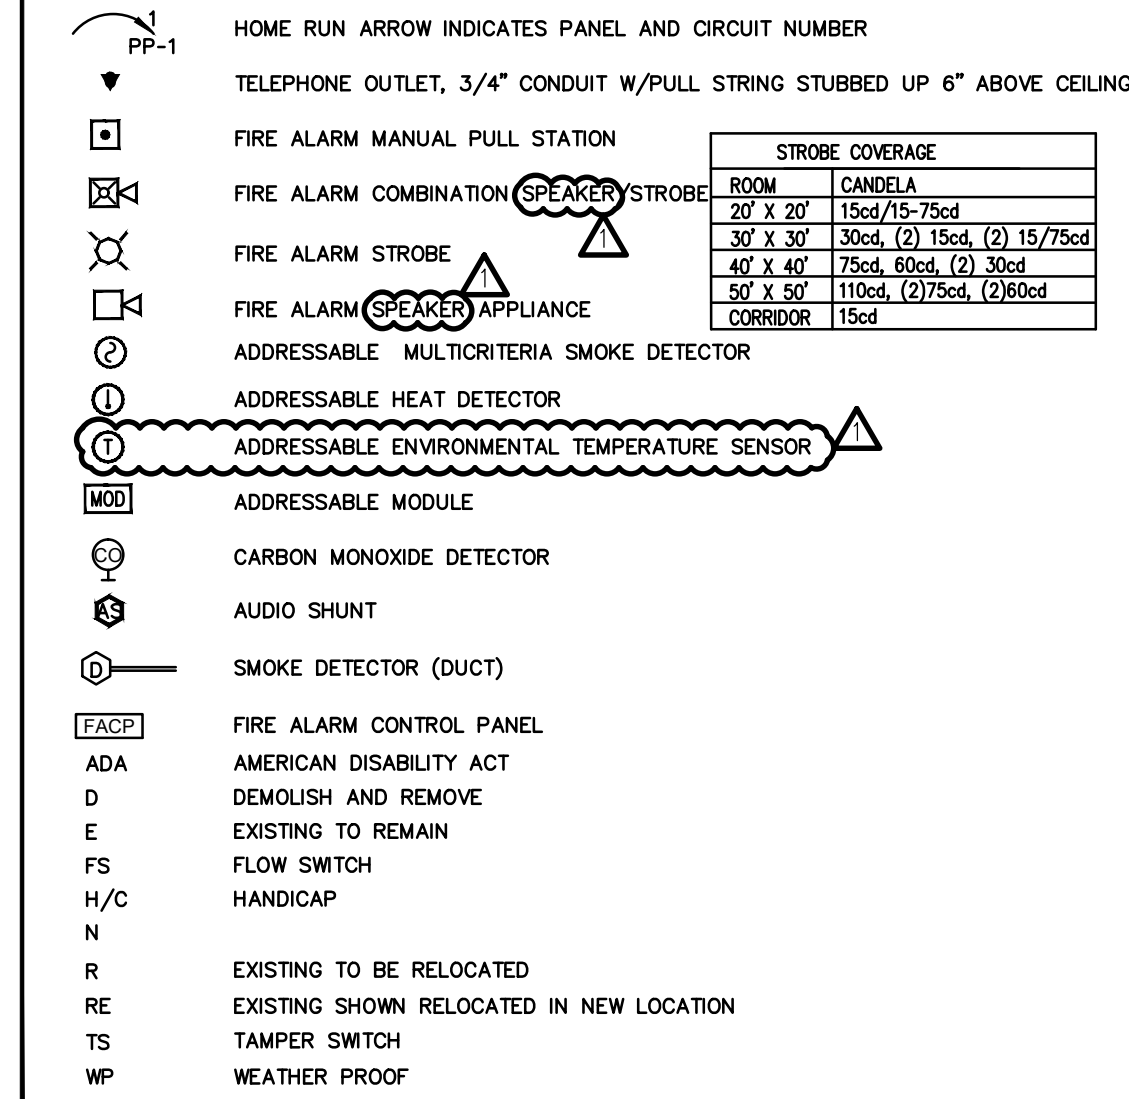 1
PP-1 HOME RUN ARROW INDICATES PANEL AND CIRCUIT NUMBER
TELEPHONE OUTLET, 3/4" CONDUIT W/PULL STRING STUBBED UP 6" ABOVE CEILING
FIRE ALARM MANUAL PULL STATION
FIRE ALARM COMBINATION SPEAKER/STROBE
1
FIRE ALARM STROBE
1
FIRE ALARM SPEAKER APPLIANCE
STROBE COVERAGE
ROOM CANDELA
20' X 20' 15cd/15-75cd
30' X 30' 30cd, (2) 15cd, (2) 15/75cd
40' X 40' 75cd, 60cd, (2) 30cd
50' X 50' 110cd, (2)75cd, (2)60cd
CORRIDOR 15cd
ADDRESSABLE MULTICRITERIA SMOKE DETECTOR
ADDRESSABLE HEAT DETECTOR
T ADDRESSABLE ENVIRONMENTAL TEMPERATURE SENSOR 1
MOD ADDRESSABLE MODULE
CO CARBON MONOXIDE DETECTOR
AS AUDIO SHUNT
D SMOKE DETECTOR (DUCT)
FACP FIRE ALARM CONTROL PANEL
ADA AMERICAN DISABILITY ACT
D DEMOLISH AND REMOVE
E EXISTING TO REMAIN
FS FLOW SWITCH
H/C HANDICAP
N
R EXISTING TO BE RELOCATED
RE EXISTING SHOWN RELOCATED IN NEW LOCATION
TS TAMPER SWITCH
WP WEATHER PROOF